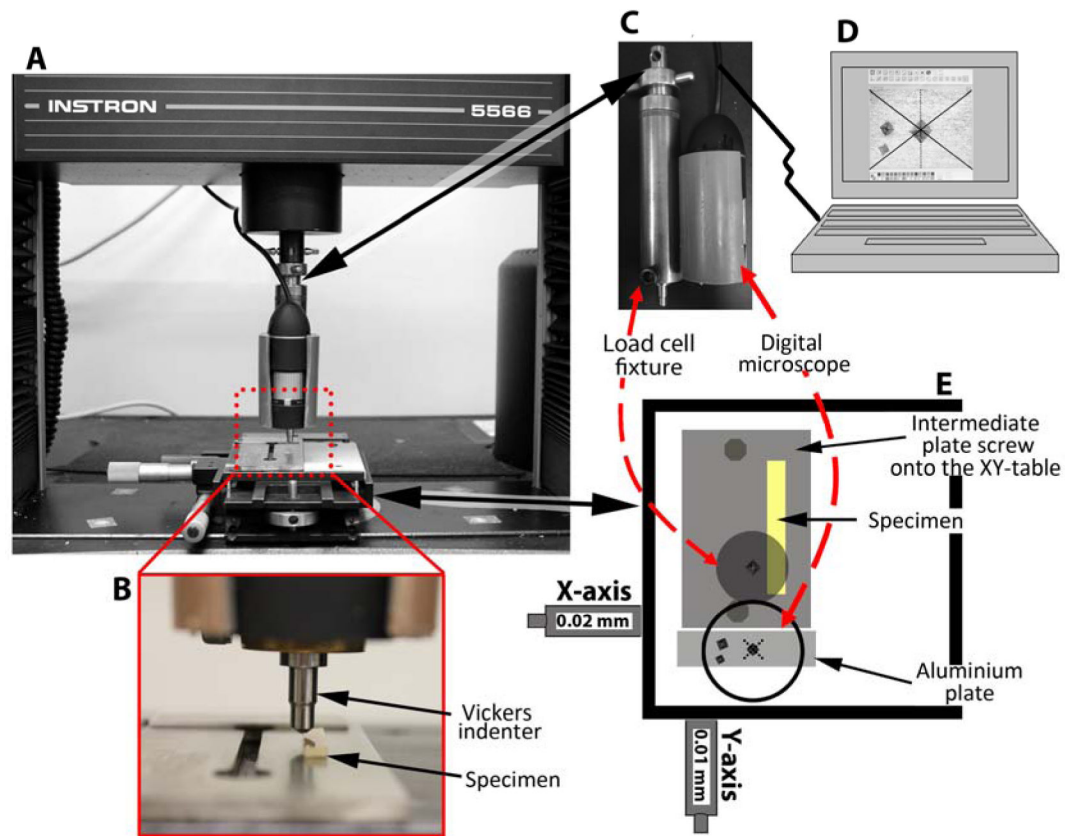 A
INSTRON
5566
B
Vickers
indenter
Specimen
C
Load cell
fixture
Digital
microscope
D
E
Intermediate
plate screw
onto the XY-table
Specimen
X-axis
0.02 mm
Aluminium
plate
Y-axis
0.01 mm